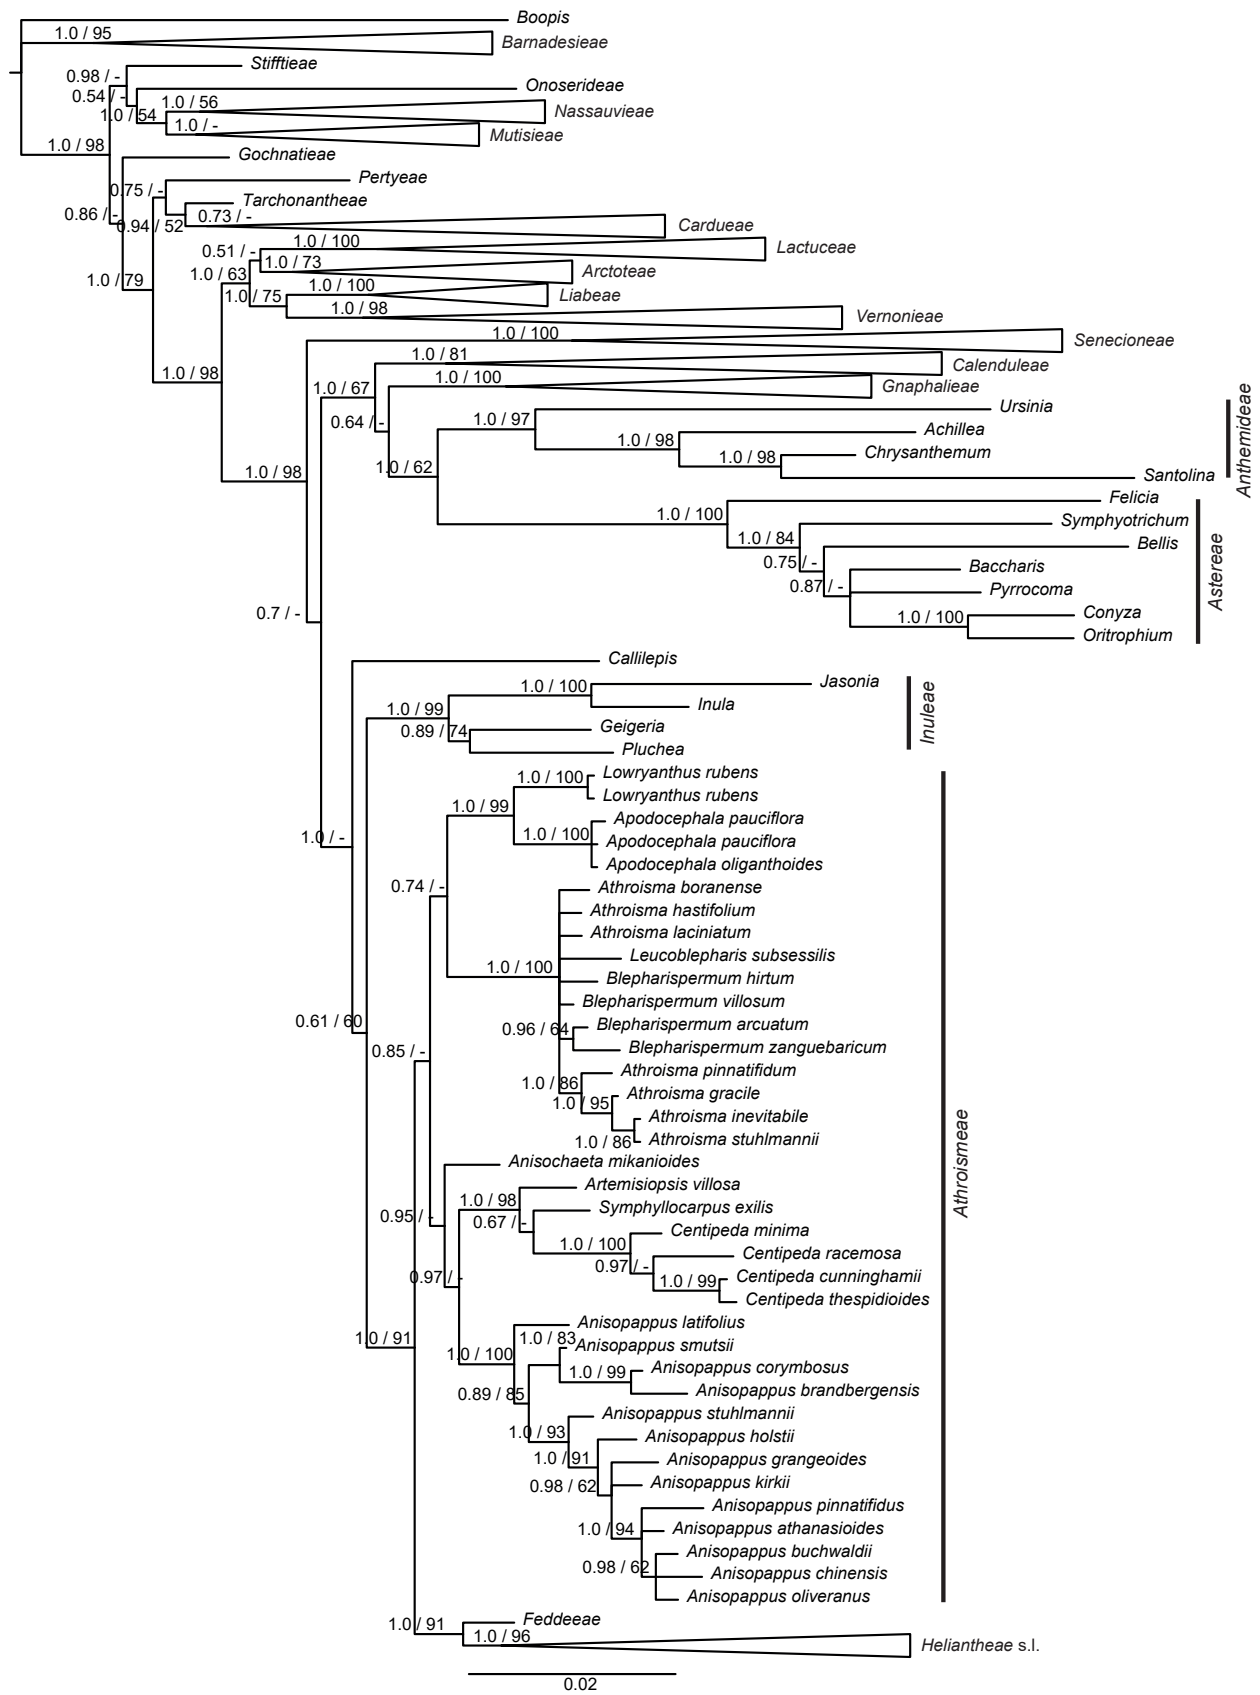 Boopis
1.0 / 95
Barnadesieae
Stifftieae
0.98 / -
Onoserideae
0.54 / -
1.0 / 56
Nassauvieae
1.0 / 54
1.0 / -
Mutisieae
1.0 / 98
Gochnatieae
Pertyeae
0.75 / -
Tarchonantheae
0.86 / -
0.73 / -
0.94 / 52
Cardueae
1.0 / 100
Lactuceae
0.51 / -
1.0 / 73
Arctoteae
1.0 / 63
1.0 / 79
1.0 / 100
Liabeae
1.0 / 75
1.0 / 98
Vernonieae
1.0 / 100
Senecioneae
1.0 / 81
Calenduleae
1.0 / 98
1.0 / 100
Gnaphalieae
1.0 / 67
Ursinia
0.64 / -
1.0 / 97
Achillea
1.0 / 98
Chrysanthemum
1.0 / 98
1.0 / 62
1.0 / 98
Santolina
Anthemideae
Felicia
1.0 / 100
Symphyotrichum
1.0 / 84
Bellis
0.75 / -
Baccharis
0.87 / -
Pyrrocoma
Conyza
1.0 / 100
Oritrophium
Astereae
0.7 / -
Callilepis
Jasonia
1.0 / 100
Inula
1.0 / 99
Geigeria
0.89 / 74
Pluchea
Inuleae
Lowryanthus rubens
1.0 / 100
Lowryanthus rubens
1.0 / 99
Apodocephala pauciflora
1.0 / 100
Apodocephala pauciflora
1.0 / -
Apodocephala oliganthoides
0.74 / -
Athroisma boranense
Athroisma hastifolium
Athroisma laciniatum
Leucoblepharis subsessilis
1.0 / 100
Blepharispermum hirtum
Blepharispermum villosum
0.61 / 60
Blepharispermum arcuatum
0.96 / 64
Blepharispermum zanguebaricum
0.85 / -
Athroisma pinnatifidum
1.0 / 86
Athroisma gracile
1.0 / 95
Athroisma inevitabile
1.0 / 86
Athroisma stuhlmannii
Athroismeae
Anisochaeta mikanioides
Artemisiopsis villosa
1.0 / 98
Symphyllocarpus exilis
0.95 / -
0.67 / -
Centipeda minima
1.0 / 100
Centipeda racemosa
0.97 / -
0.97 / -
Centipeda cunninghamii
1.0 / 99
Centipeda thespidioides
Anisopappus latifolius
1.0 / 91
1.0 / 83
Anisopappus smutsii
1.0 / 100
Anisopappus corymbosus
1.0 / 99
Anisopappus brandbergensis
0.89 / 85
Anisopappus stuhlmannii
1.0 / 93
Anisopappus holstii
1.0 / 91
Anisopappus grangeoides
0.98 / 62
Anisopappus kirkii
Anisopappus pinnatifidus
1.0 / 94
Anisopappus athanasioides
Anisopappus buchwaldii
0.98 / 62
Anisopappus chinensis
Anisopappus oliveranus
Feddeeae
1.0 / 91
1.0 / 96
Heliantheae s.l.
0.02